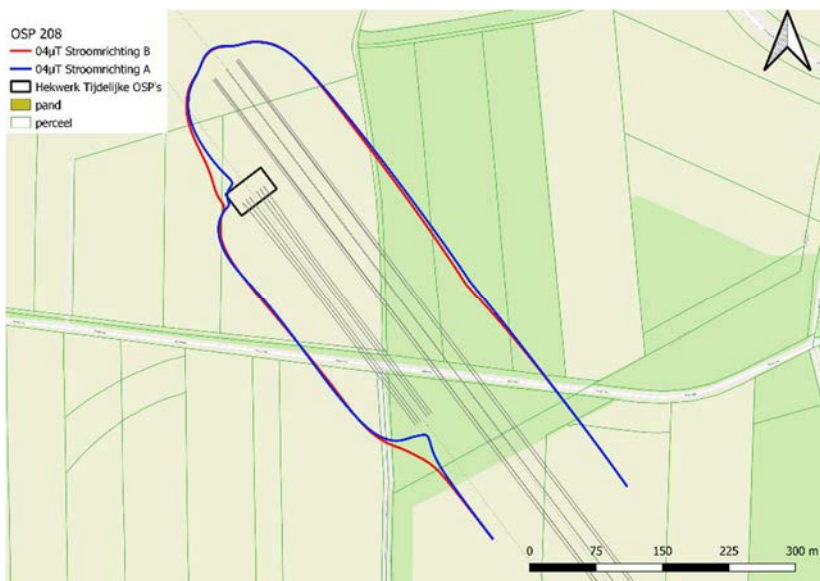 OSP 208
04µT Stroomrichting B
04µT Stroomrichting A
Hekwerk Tijdelijke OSP's
pand
perceel
0 75 150 225 300 m